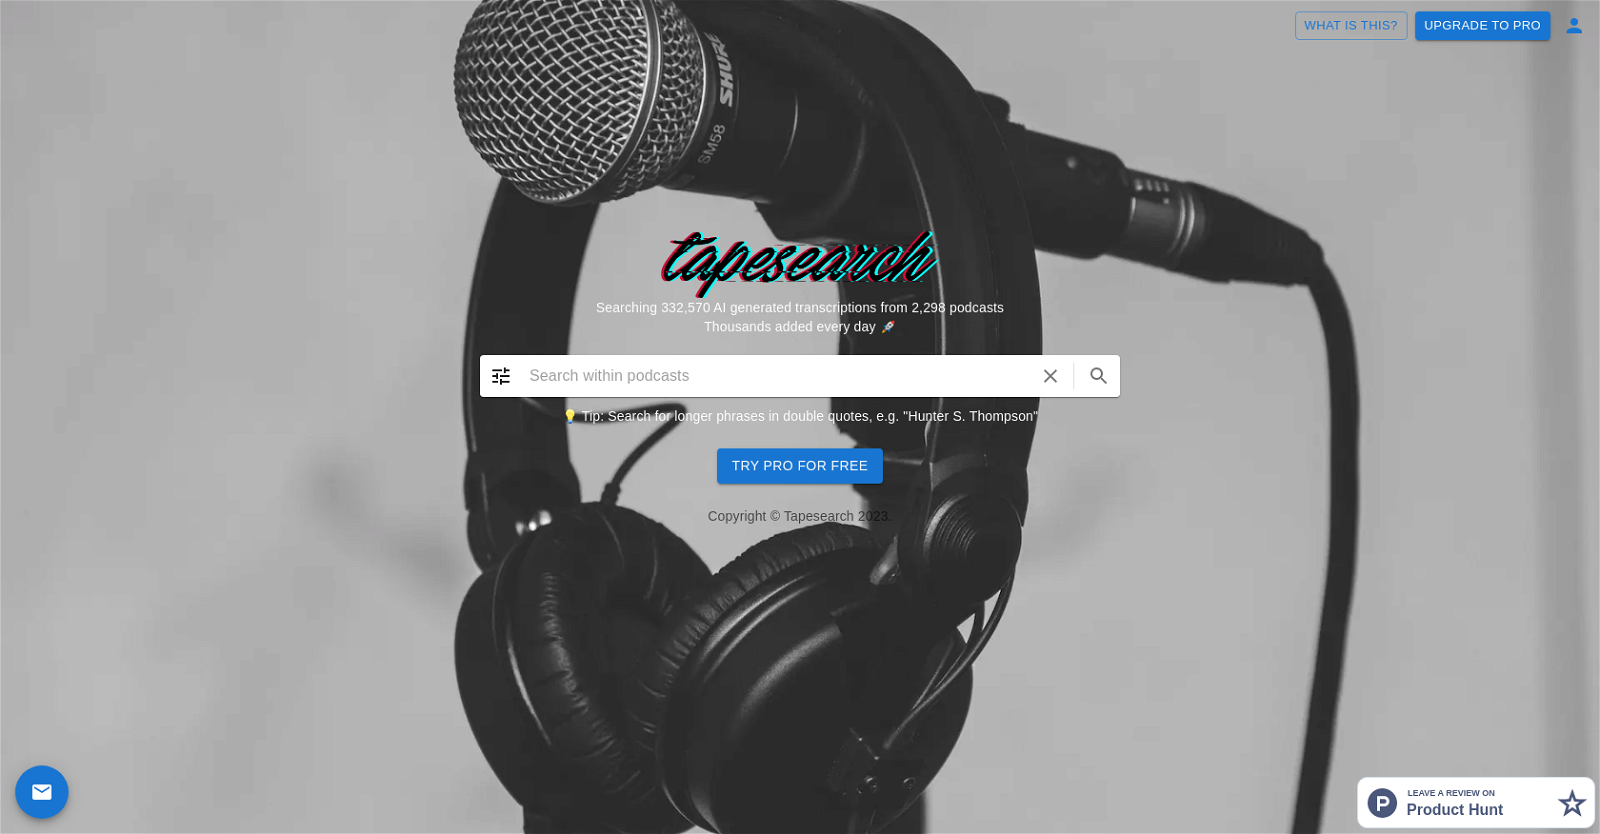 WHAT IS THIS?
UPGRADE TO PRO
SHURE
SM58
tapesearch
Searching 332,570 AI generated transcriptions from 2,298 podcasts
Thousands added every day 🚀
Search within podcasts
💡 Tip: Search for longer phrases in double quotes, e.g. "Hunter S. Thompson"
TRY PRO FOR FREE
Copyright © Tapesearch 2023.
P
LEAVE A REVIEW ON
Product Hunt